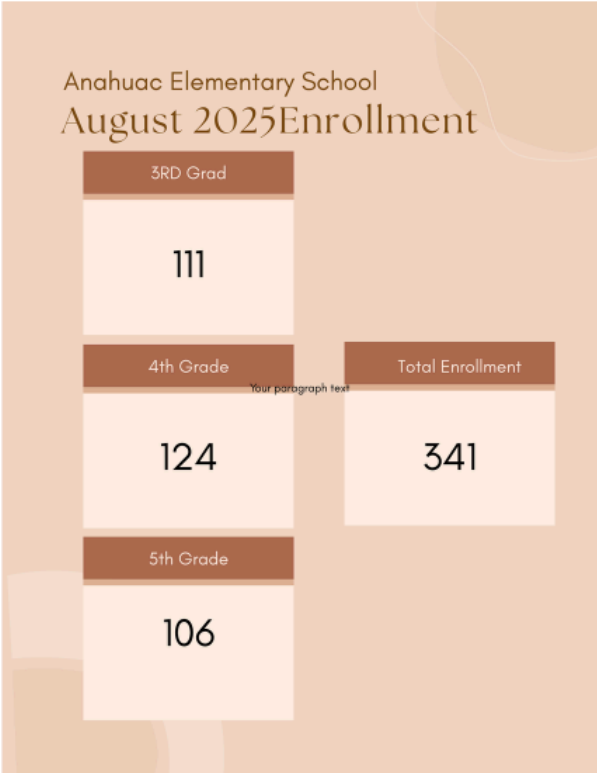 Anahuac Elementary School
August 2025Enrollment
3RD Grad
111
4th Grade
Total Enrollment
Your paragraph text
124
341
5th Grade
106